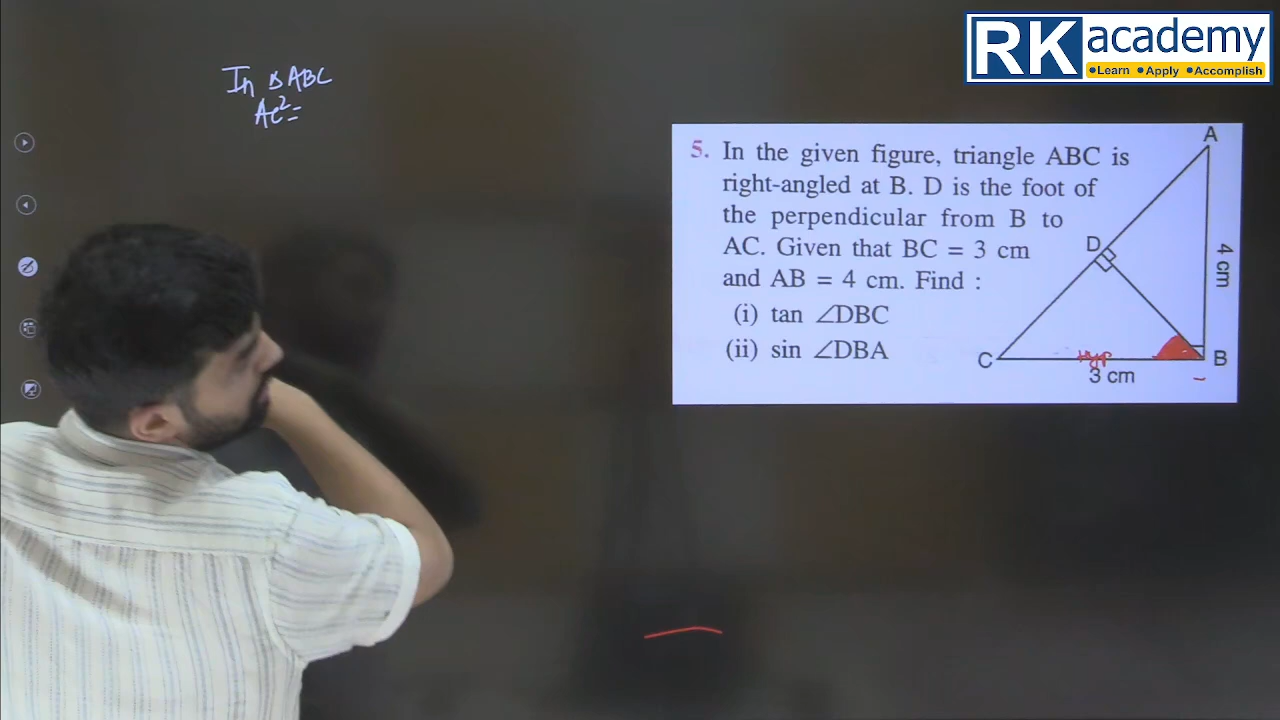 RK academy
•Learn •Apply •Accomplish
In △ ABC
AC²=
5. In the given figure, triangle ABC is
right-angled at B. D is the foot of
the perpendicular from B to
AC. Given that BC = 3 cm
and AB = 4 cm. Find :
(i) tan ∠DBC
(ii) sin ∠DBA
A
D
4 cm
C
hyp
B
3 cm